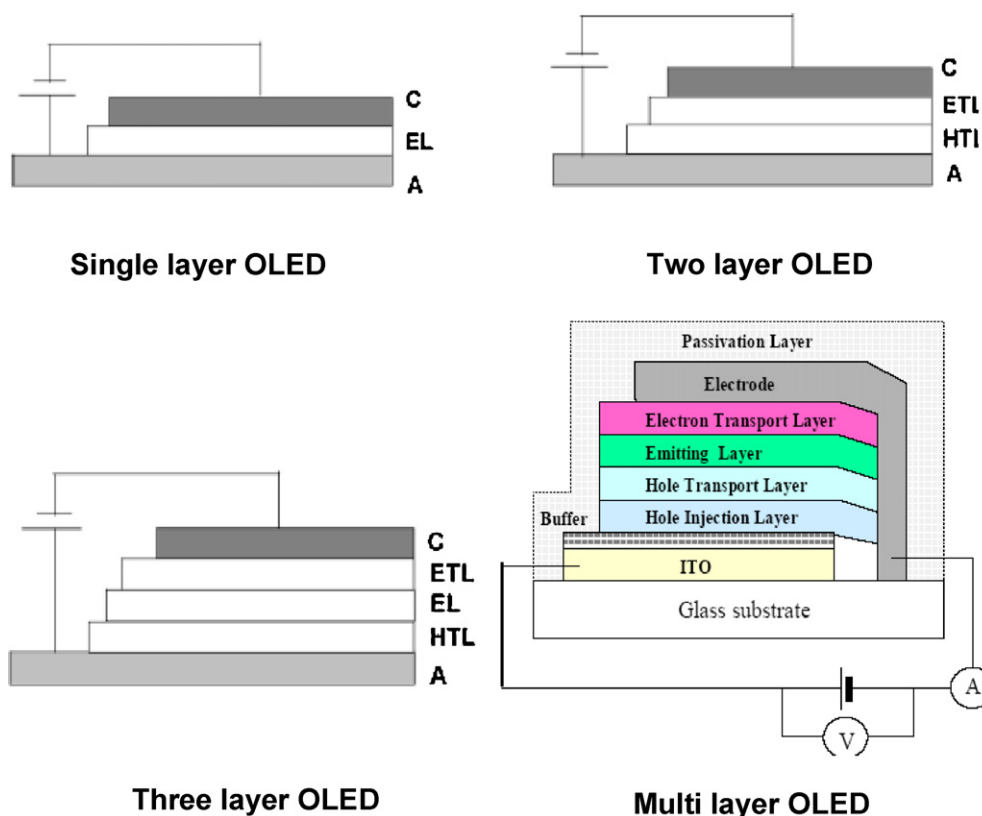 C
EL
A
Single layer OLED
C
ETL
HTL
A
Two layer OLED
C
ETL
EL
HTL
A
Three layer OLED
Passivation Layer
Electrode
Electron Transport Layer
Emitting Layer
Hole Transport Layer
Buffer
Hole Injection Layer
ITO
Glass substrate
A
V
Multi layer OLED